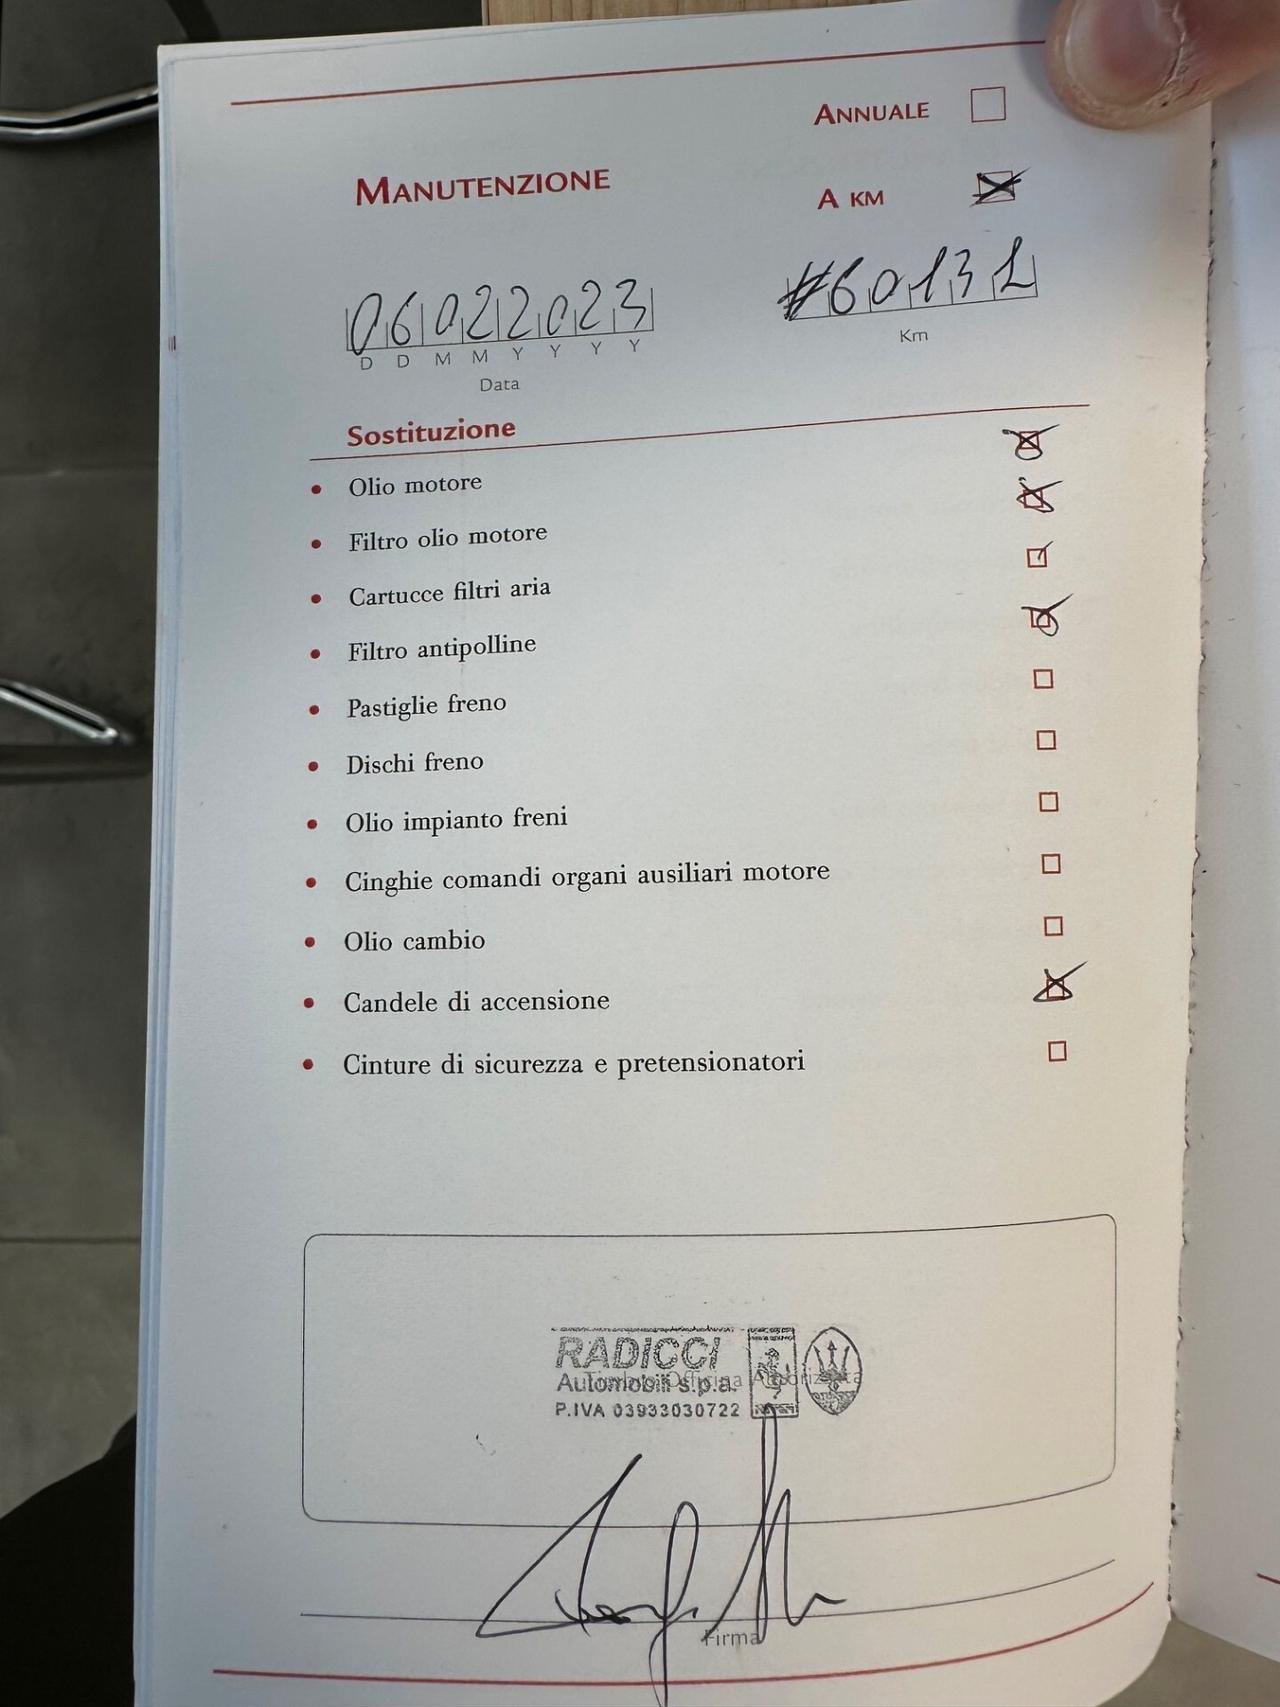 ANNUALE
MANUTENZIONE
A KM
06022023
#60131
D D M M Y Y Y Y
Km
Data
Sostituzione
• Olio motore
• Filtro olio motore
• Cartucce filtri aria
• Filtro antipolline
• Pastiglie freno
• Dischi freno
• Olio impianto freni
• Cinghie comandi organi ausiliari motore
• Olio cambio
• Candele di accensione
• Cinture di sicurezza e pretensionatori
RADICCI
Automobili s.p.a.
P.IVA 03933030722
Firma